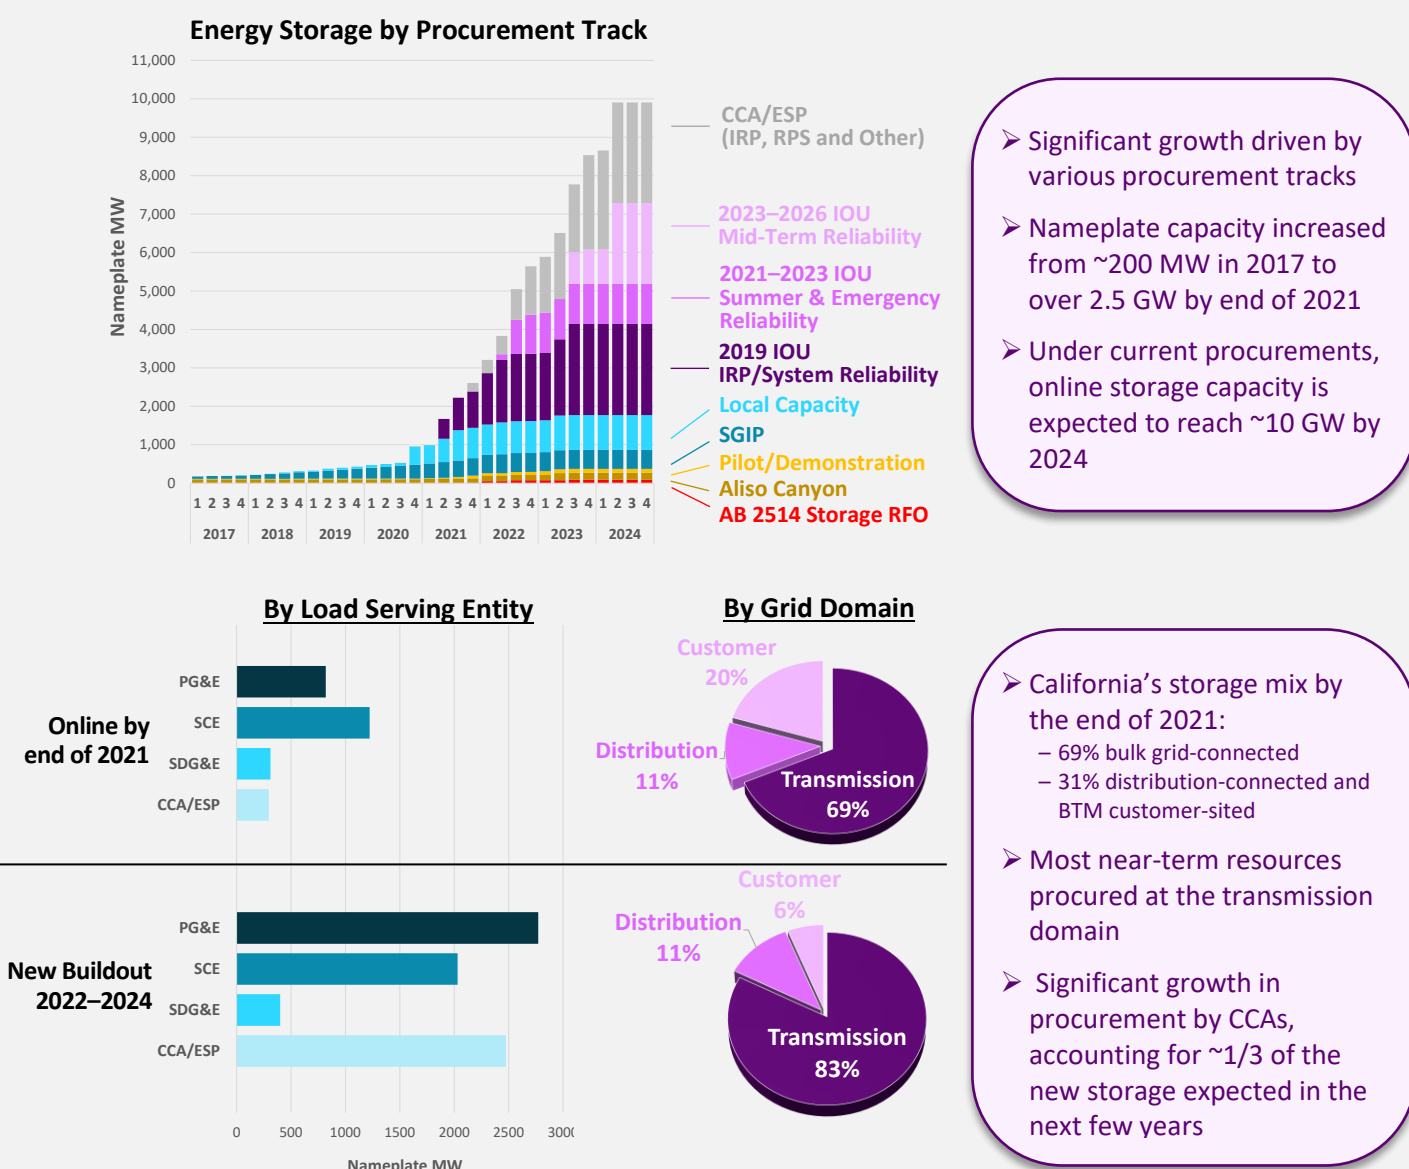 Energy Storage by Procurement Track
11,000
10,000
9,000
8,000
7,000
6,000
5,000
4,000
3,000
2,000
1,000
0
Nameplate MW
1 2 3 4 1 2 3 4 1 2 3 4 1 2 3 4 1 2 3 4 1 2 3 4 1 2 3 4 1 2 3 4
2017 2018 2019 2020 2021 2022 2023 2024
CCA/ESP
(IRP, RPS and Other)
2023–2026 IOU
Mid-Term Reliability
2021–2023 IOU
Summer & Emergency
Reliability
2019 IOU
IRP/System Reliability
Local Capacity
SGIP
Pilot/Demonstration
Aliso Canyon
AB 2514 Storage RFO
➢ Significant growth driven by
various procurement tracks
➢ Nameplate capacity increased
from ~200 MW in 2017 to
over 2.5 GW by end of 2021
➢ Under current procurements,
online storage capacity is
expected to reach ~10 GW by
2024
By Load Serving Entity
By Grid Domain
Online by
end of 2021
PG&E
SCE
SDG&E
CCA/ESP
Customer
20%
Distribution
11%
Transmission
69%
New Buildout
2022–2024
PG&E
SCE
SDG&E
CCA/ESP
0 500 1000 1500 2000 2500 3000
Nameplate MW
Customer
6%
Distribution
11%
Transmission
83%
➢ California’s storage mix by
the end of 2021:
– 69% bulk grid-connected
– 31% distribution-connected and
BTM customer-sited
➢ Most near-term resources
procured at the transmission
domain
➢ Significant growth in
procurement by CCAs,
accounting for ~1/3 of the
new storage expected in the
next few years